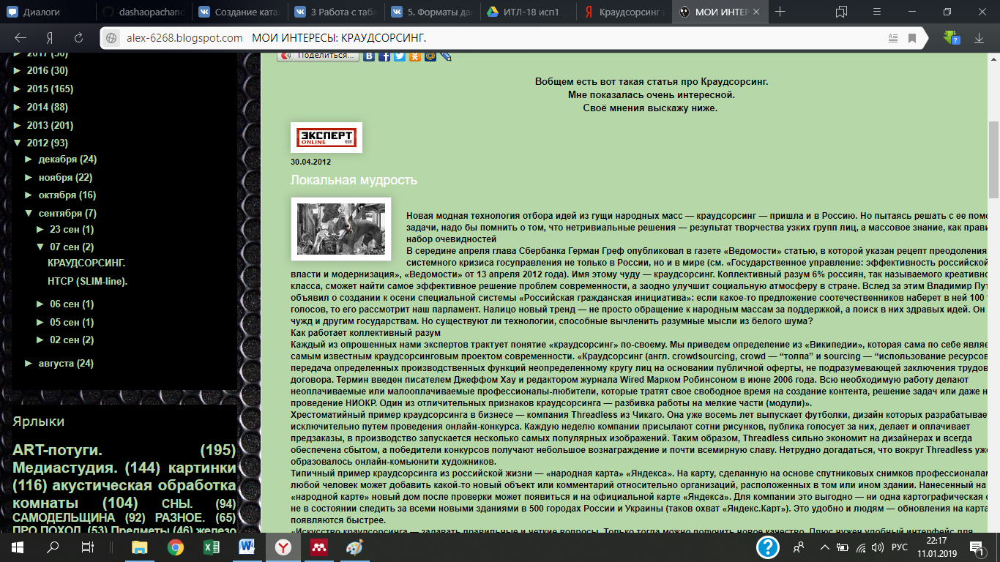 Диалоги
dashaopachano
Создание ката
3 Работа с табл
5. Форматы да
ИТЛ-18 исп1
Краудсорсинг
МОИ ИНТЕР
alex-6268.blogspot.com МОИ ИНТЕРЕСЫ: КРАУДСОРСИНГ.
2016 (30)
2015 (165)
2014 (88)
2013 (201)
2012 (93)
декабря (24)
ноября (22)
октября (16)
сентября (7)
23 сен (1)
07 сен (2)
КРАУДСОРСИНГ.
HTCP (SLIM-line).
06 сен (1)
05 сен (1)
02 сен (2)
августа (24)
Ярлыки
ART-потуги. (195)
Медиастудия. (144) картинки
(116) акустическая обработка
комнаты (104) СНЫ. (94)
САМОДЕЛЬЩИНА (92) РАЗНОЕ. (65)
ПРО ПОХОД. (53) Предметы (46) железо
Поделиться...
Вобщем есть вот такая статья про Краудсорсинг.
Мне показалась очень интересной.
Своё мнения выскажу ниже.
ЭКСПЕРТ
ONLINE
30.04.2012
Локальная мудрость
Новая модная технология отбора идей из гущи народных масс — краудсорсинг — пришла и в Россию. Но пытаясь решать с ее пом
задачи, надо бы помнить о том, что нетривиальные решения — результат творчества узких групп лиц, а массовое знание, как прави
набор очевидностей
В середине апреля глава Сбербанка Герман Греф опубликовал в газете «Ведомости» статью, в которой указан рецепт преодоления
системного кризиса госуправления не только в России, но и в мире (см. «Государственное управление: эффективность российской
власти и модернизация», «Ведомости» от 13 апреля 2012 года). Имя этому чуду — краудсорсинг. Коллективный разум 6% россиян, так называемого креативно
класса, сможет найти самое эффективное решение проблем современности, а заодно улучшит социальную атмосферу в стране. Вслед за этим Владимир Пут
объявил о создании к осени специальной системы «Российская гражданская инициатива»: если какое-то предложение соотечественников наберет в ней 100 т
голосов, то его рассмотрит наш парламент. Налицо новый тренд — не просто обращение к народным массам за поддержкой, а поиск в них здравых идей. Он
чужд и другим государствам. Но существуют ли технологии, способные вычленить разумные мысли из белого шума?
Как работает коллективный разум
Каждый из опрошенных нами экспертов трактует понятие «краудсорсинг» по-своему. Мы приведем определение из «Википедии», которая сама по себе являе
самым известным краудсорсинговым проектом современности. «Краудсорсинг (англ. crowdsourcing, crowd — “толпа” и sourcing — “использование ресурсов
передача определенных производственных функций неопределенному кругу лиц на основании публичной оферты, не подразумевающей заключения трудов
договора. Термин введен писателем Джеффом Хау и редактором журнала Wired Марком Робинсоном в июне 2006 года. Всю необходимую работу делают
неоплачиваемые или малооплачиваемые профессионалы-любители, которые тратят свое свободное время на создание контента, решение задач или даже н
проведение НИОКР. Один из отличительных признаков краудсорсинга — разбивка работы на мелкие части (модули)».
Хрестоматийный пример краудсорсинга в бизнесе — компания Threadless из Чикаго. Она уже восемь лет выпускает футболки, дизайн которых разрабатывае
исключительно путем проведения онлайн-конкурса. Каждую неделю компании присылают сотни рисунков, публика голосует за них, делает и оплачивает
предзаказы, в производство запускается несколько самых популярных изображений. Таким образом, Threadless сильно экономит на дизайнерах и всегда
обеспечена сбытом, а победители конкурсов получают небольшое вознаграждение и почти всемирную славу. Нетрудно догадаться, что вокруг Threadless уже
образовалось онлайн-комьюнити художников.
Типичный пример краудсорсинга из российской жизни — «народная карта» «Яндекса». На карту, сделанную на основе спутниковых снимков профессионалам
любой человек может добавить какой-то новый объект или комментарий относительно организаций, расположенных в том или ином здании. Нанесенный на
«народной карте» новый дом после проверки может появиться и на официальной карте «Яндекса». Для компании это выгодно — ни одна картографическая
не в состоянии следить за всеми новыми зданиями в 500 городах России и Украины (таков охват «Яндекс.Карт»). Это удобно и людям — обновления на карта
появляются быстрее.
«Искусство краудсорсинга — задавать правильные и четкие вопросы. Только тогда можно получить новое качество. Плюс нужен удобный интерфейс для
РУС
22:17
11.01.2019